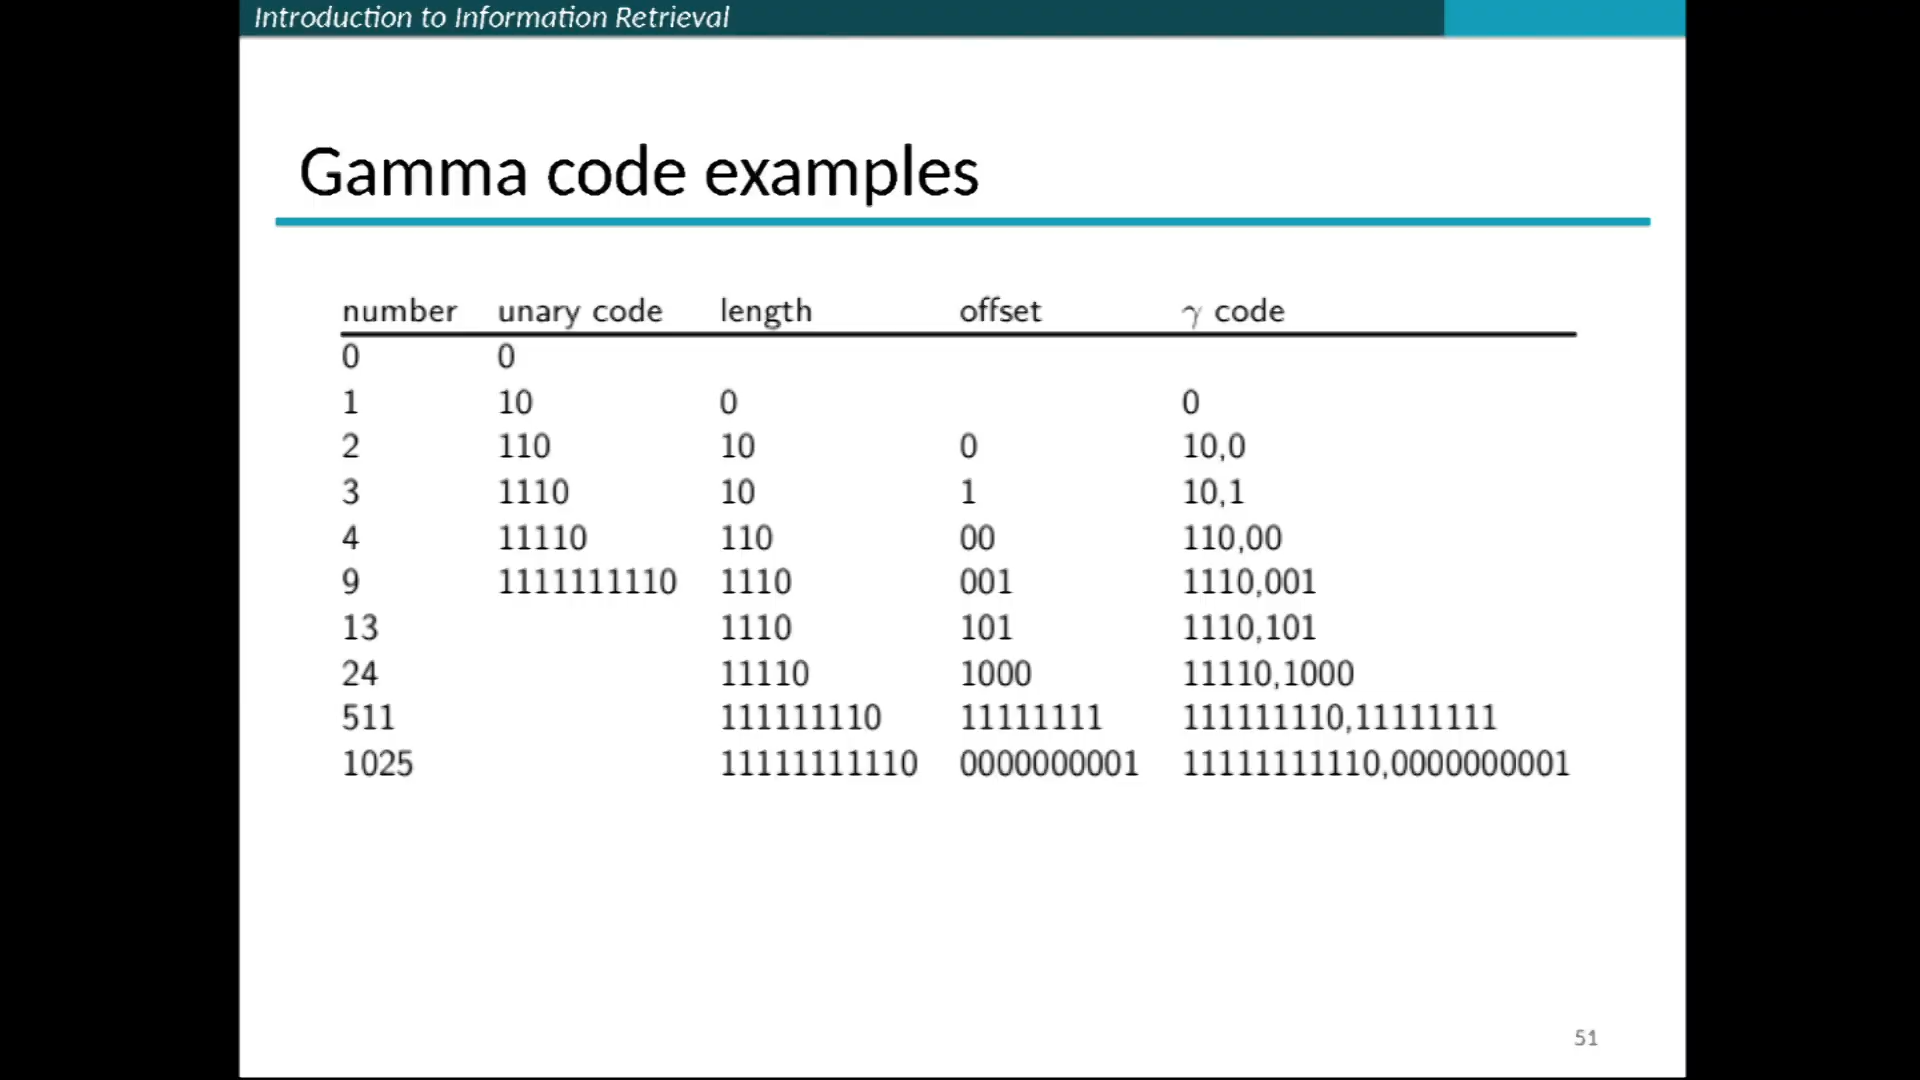 Introduction to Information Retrieval
Gamma code examples
number unary code length offset γ code
0 0
1 10 0 0
2 110 10 0 10,0
3 1110 10 1 10,1
4 11110 110 00 110,00
9 1111111110 1110 001 1110,001
13 1110 101 1110,101
24 11110 1000 11110,1000
511 111111110 11111111 111111110,11111111
1025 11111111110 0000000001 11111111110,0000000001
51